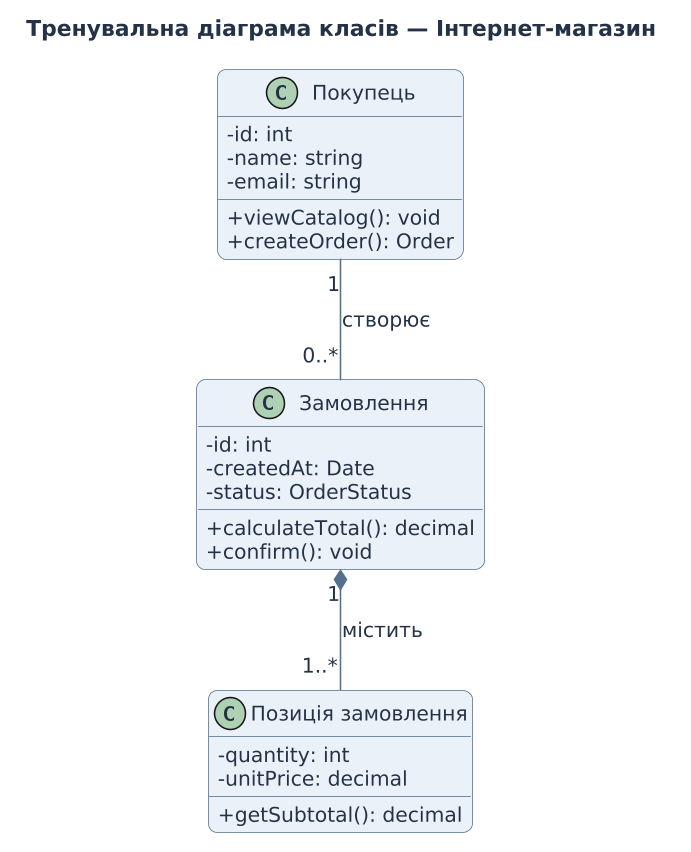 Тренувальна діаграма класів — Інтернет-магазин
C Покупець
-id: int
-name: string
-email: string
+viewCatalog(): void
+createOrder(): Order
1
створює
0..*
C Замовлення
-id: int
-createdAt: Date
-status: OrderStatus
+calculateTotal(): decimal
+confirm(): void
1
містить
1..*
C Позиція замовлення
-quantity: int
-unitPrice: decimal
+getSubtotal(): decimal